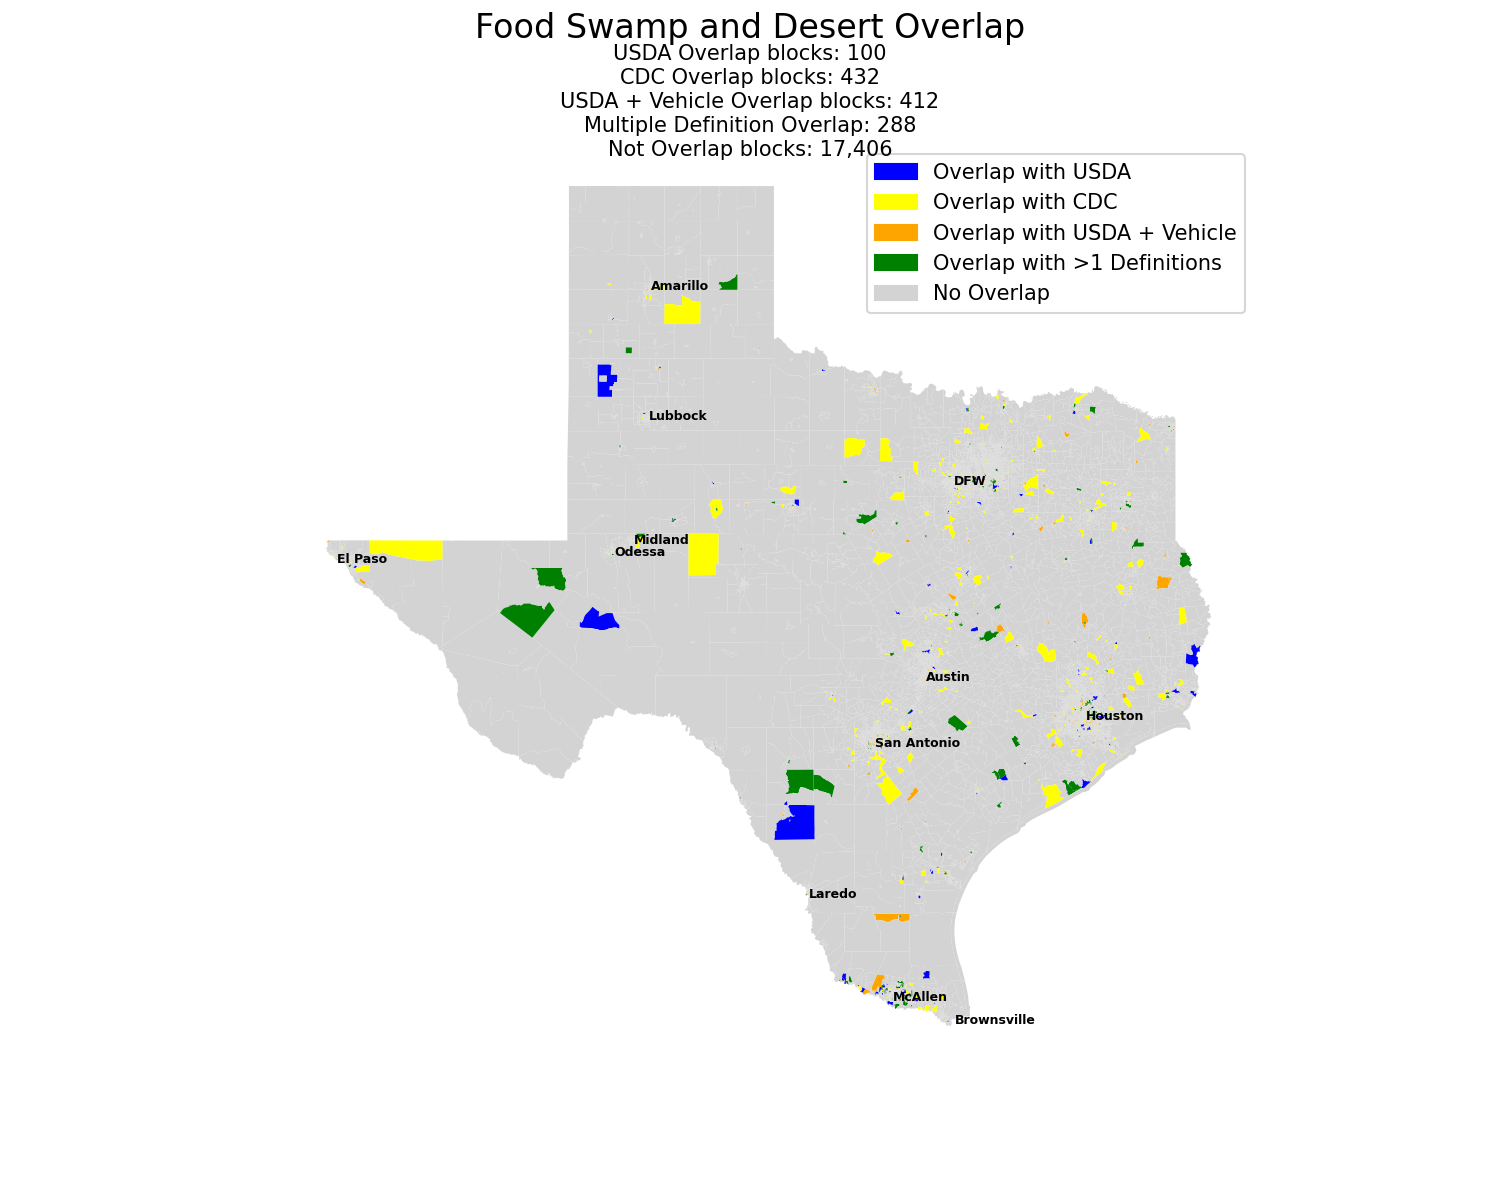 Food Swamp and Desert Overlap
USDA Overlap blocks: 100
CDC Overlap blocks: 432
USDA + Vehicle Overlap blocks: 412
Multiple Definition Overlap: 288
Not Overlap blocks: 17,406
Overlap with USDA
Overlap with CDC
Overlap with USDA + Vehicle
Overlap with >1 Definitions
No Overlap
Amarillo
Lubbock
DFW
Midland
Odessa
El Paso
Austin
Houston
San Antonio
Laredo
McAllen
Brownsville